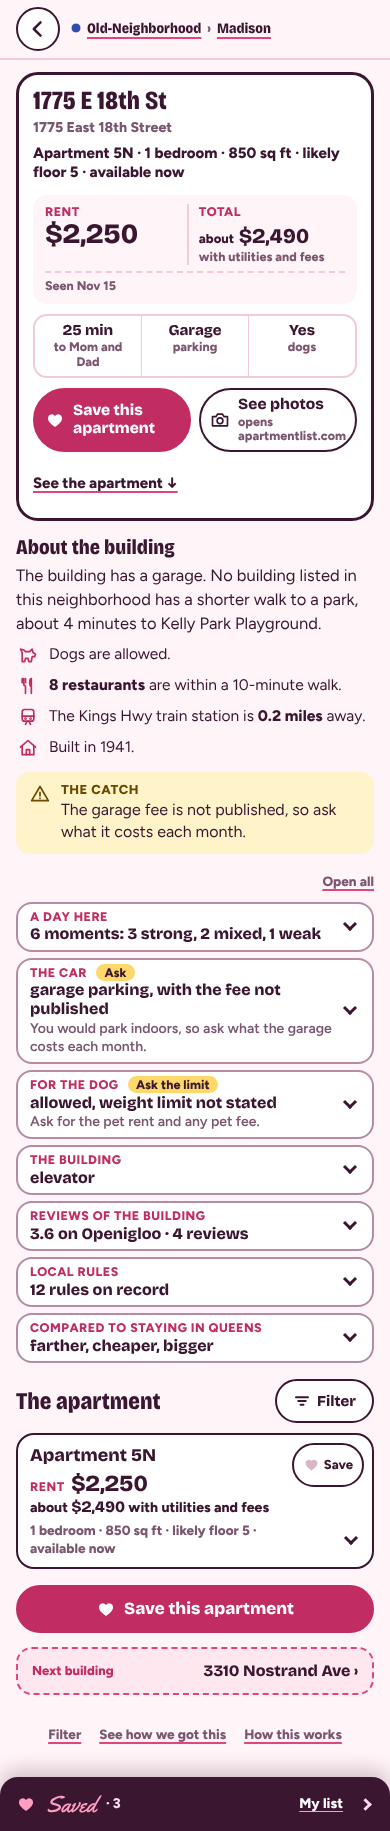 Old-Neighborhood › Madison
1775 E 18th St
1775 East 18th Street
Apartment 5N · 1 bedroom · 850 sq ft · likely
floor 5 · available now
RENT
$2,250
TOTAL
about $2,490
with utilities and fees
Seen Nov 15
25 min
to Mom and
Dad
Garage
parking
Yes
dogs
Save this
apartment
See photos
opens
apartmentlist.com
See the apartment ↓
About the building
The building has a garage. No building listed in
this neighborhood has a shorter walk to a park,
about 4 minutes to Kelly Park Playground.
Dogs are allowed.
8 restaurants are within a 10-minute walk.
The Kings Hwy train station is 0.2 miles away.
Built in 1941.
THE CATCH
The garage fee is not published, so ask
what it costs each month.
Open all
A DAY HERE
6 moments: 3 strong, 2 mixed, 1 weak
THE CAR Ask
garage parking, with the fee not
published
You would park indoors, so ask what the garage
costs each month.
FOR THE DOG Ask the limit
allowed, weight limit not stated
Ask for the pet rent and any pet fee.
THE BUILDING
elevator
REVIEWS OF THE BUILDING
3.6 on Openigloo · 4 reviews
LOCAL RULES
12 rules on record
COMPARED TO STAYING IN QUEENS
farther, cheaper, bigger
The apartment
Filter
Apartment 5N
Save
RENT $2,250
about $2,490 with utilities and fees
1 bedroom · 850 sq ft · likely floor 5 ·
available now
Save this apartment
Next building 3310 Nostrand Ave ›
Filter See how we got this How this works
Saved · 3 My list